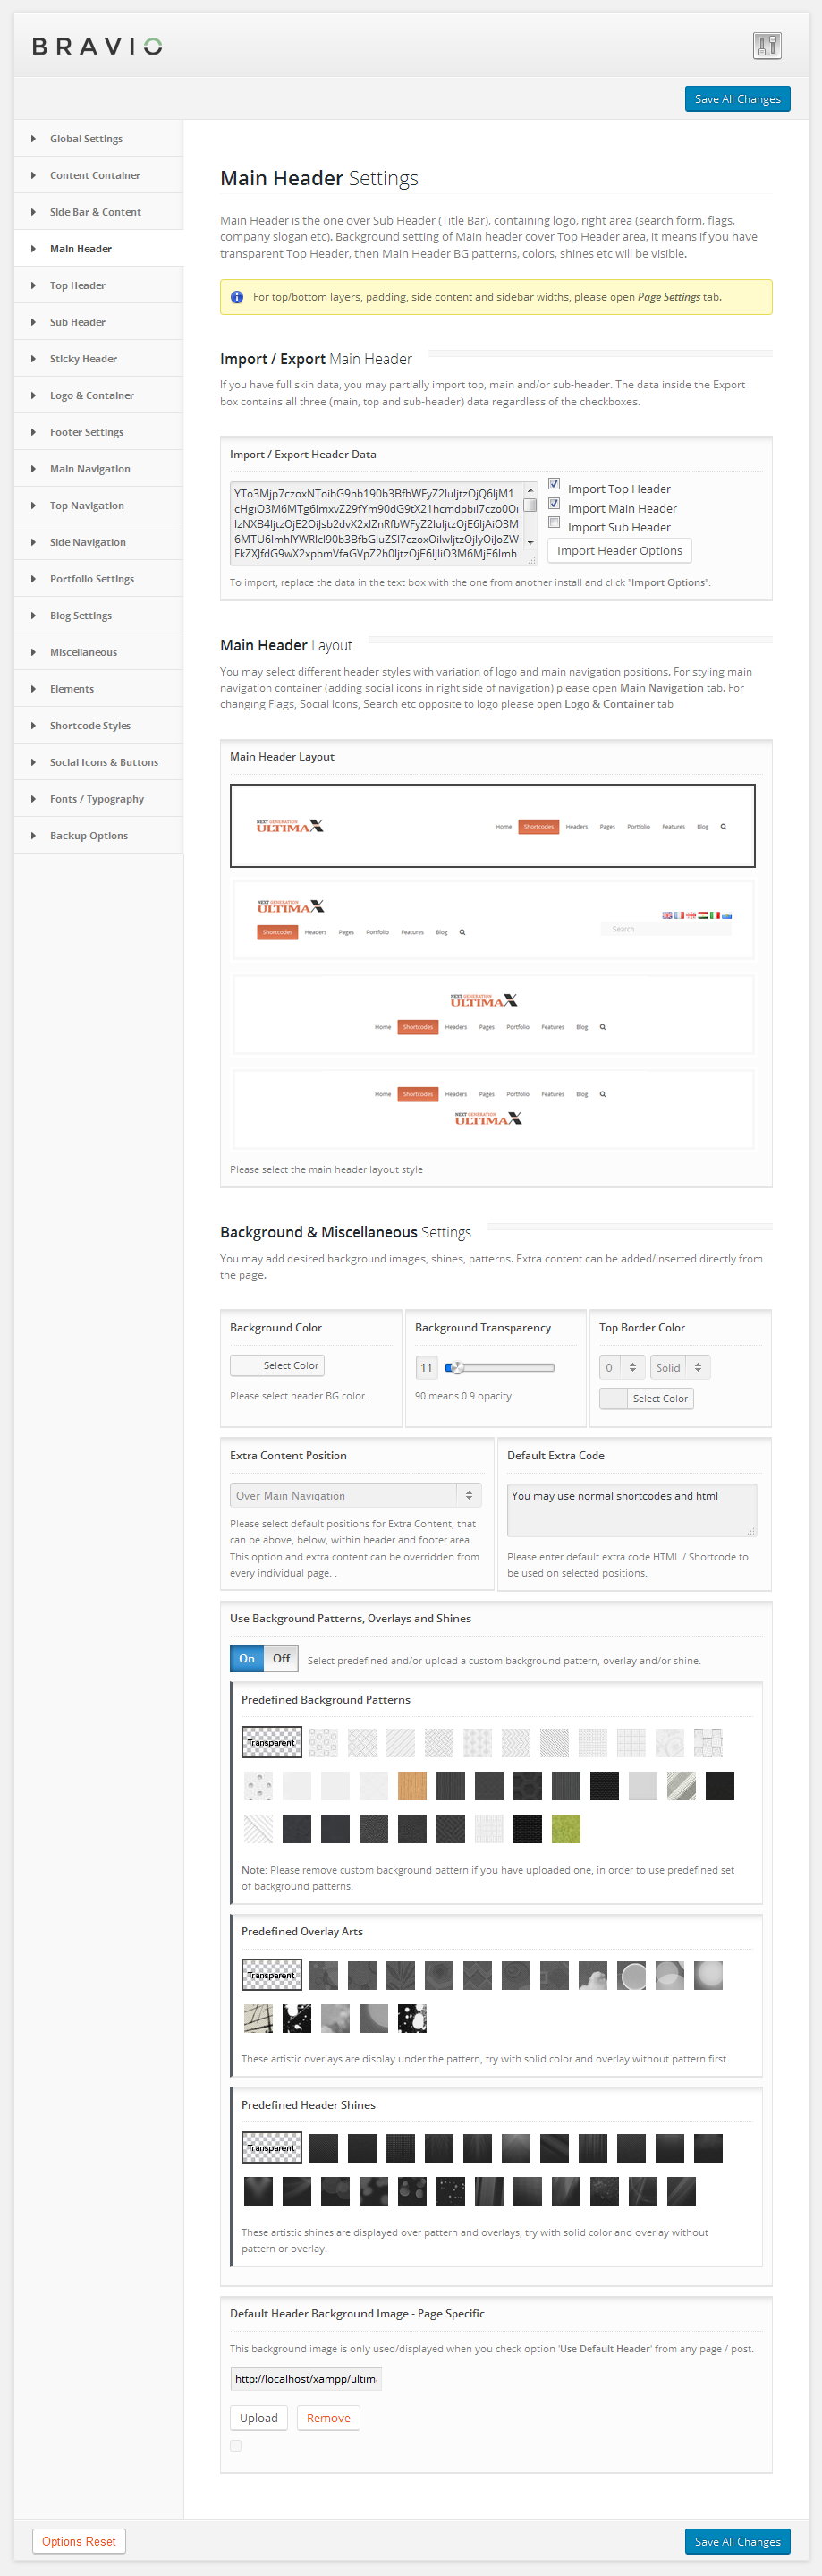 BRAVIO
Save All Changes
Global Settings
Content Container
Side Bar & Content
Main Header
Top Header
Sub Header
Sticky Header
Logo & Container
Footer Settings
Main Navigation
Top Navigation
Side Navigation
Portfolio Settings
Blog Settings
Miscellaneous
Elements
Shortcode Styles
Social Icons & Buttons
Fonts / Typography
Backup Options
Main Header Settings
Main Header is the one over Sub Header (Title Bar), containing logo, right area (search form, flags,
company slogan etc). Background setting of Main header cover Top Header area, it means if you have
transparent Top Header, then Main Header BG patterns, colors, shines etc will be visible.
For top/bottom layers, padding, side content and sidebar widths, please open Page Settings tab.
Import / Export Main Header
If you have full skin data, you may partially import top, main and/or sub-header. The data inside the Export
box contains all three (main, top and sub-header) data regardless of the checkboxes.
Import / Export Header Data
Import Top Header
Import Main Header
Import Sub Header
Import Header Options
To import, replace the data in the text box with the one from another install and click "Import Options".
Main Header Layout
You may select different header styles with variation of logo and main navigation positions. For styling main
navigation container (adding social icons in right side of navigation) please open Main Navigation tab. For
changing Flags, Social Icons, Search etc opposite to logo please open Logo & Container tab
Main Header Layout
NEXT GENERATION
ULTIMAX
Home Shortcodes Headers Pages Portfolio Features Blog
NEXT GENERATION
ULTIMAX
Shortcodes Headers Pages Portfolio Features Blog
Search
NEXT GENERATION
ULTIMAX
Home Shortcodes Headers Pages Portfolio Features Blog
Home Shortcodes Headers Pages Portfolio Features Blog
NEXT GENERATION
ULTIMAX
Please select the main header layout style
Background & Miscellaneous Settings
You may add desired background images, shines, patterns. Extra content can be added/inserted directly from
the page.
Background Color
Select Color
Please select header BG color.
Background Transparency
11
90 means 0.9 opacity
Top Border Color
0 Solid
Select Color
Extra Content Position
Over Main Navigation
Please select default positions for Extra Content, that
can be above, below, within header and footer area.
This option and extra content can be overridden from
every individual page. .
Default Extra Code
You may use normal shortcodes and html
Please enter default extra code HTML / Shortcode to
be used on selected positions.
Use Background Patterns, Overlays and Shines
On Off Select predefined and/or upload a custom background pattern, overlay and/or shine.
Predefined Background Patterns
Transparent
Note: Please remove custom background pattern if you have uploaded one, in order to use predefined set
of background patterns.
Predefined Overlay Arts
Transparent
These artistic overlays are display under the pattern, try with solid color and overlay without pattern first.
Predefined Header Shines
Transparent
These artistic shines are displayed over pattern and overlays, try with solid color and overlay without
pattern or overlay.
Default Header Background Image - Page Specific
This background image is only used/displayed when you check option 'Use Default Header' from any page / post.
http://localhost/xampp/ultim
Upload Remove
Options Reset
Save All Changes